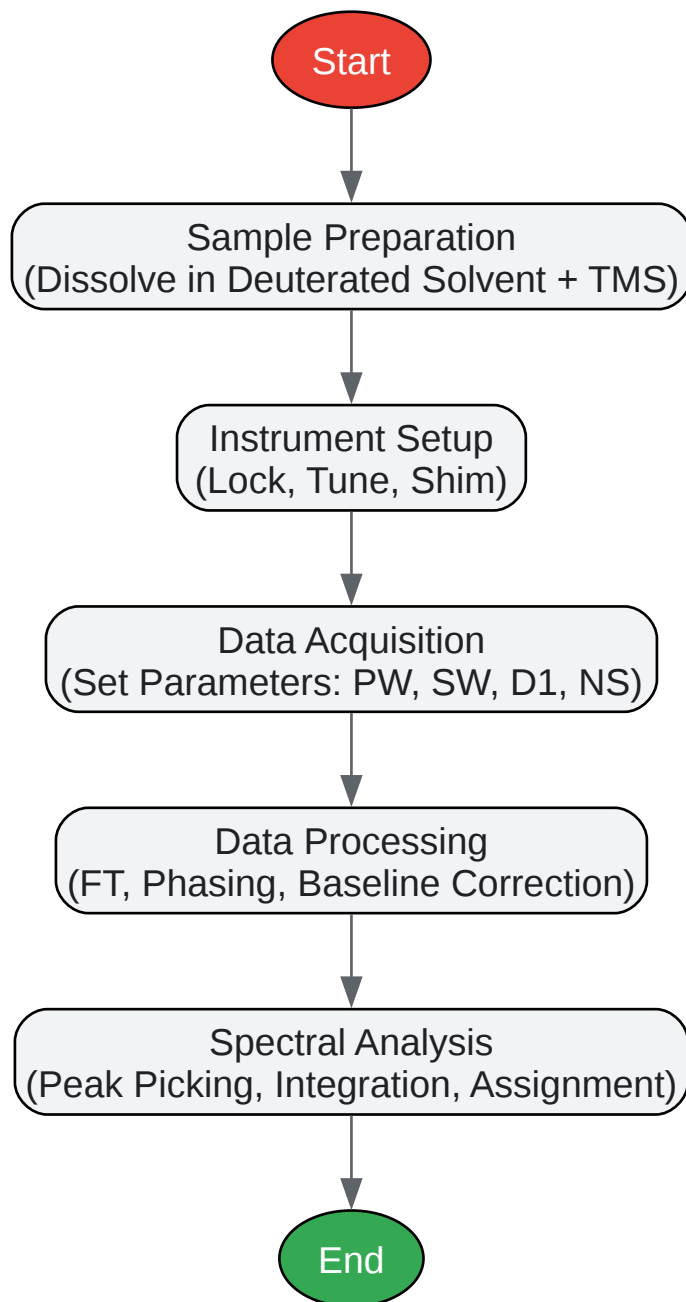 Start
Sample Preparation
(Dissolve in Deuterated Solvent + TMS)
Instrument Setup
(Lock, Tune, Shim)
Data Acquisition
(Set Parameters: PW, SW, D1, NS)
Data Processing
(FT, Phasing, Baseline Correction)
Spectral Analysis
(Peak Picking, Integration, Assignment)
End